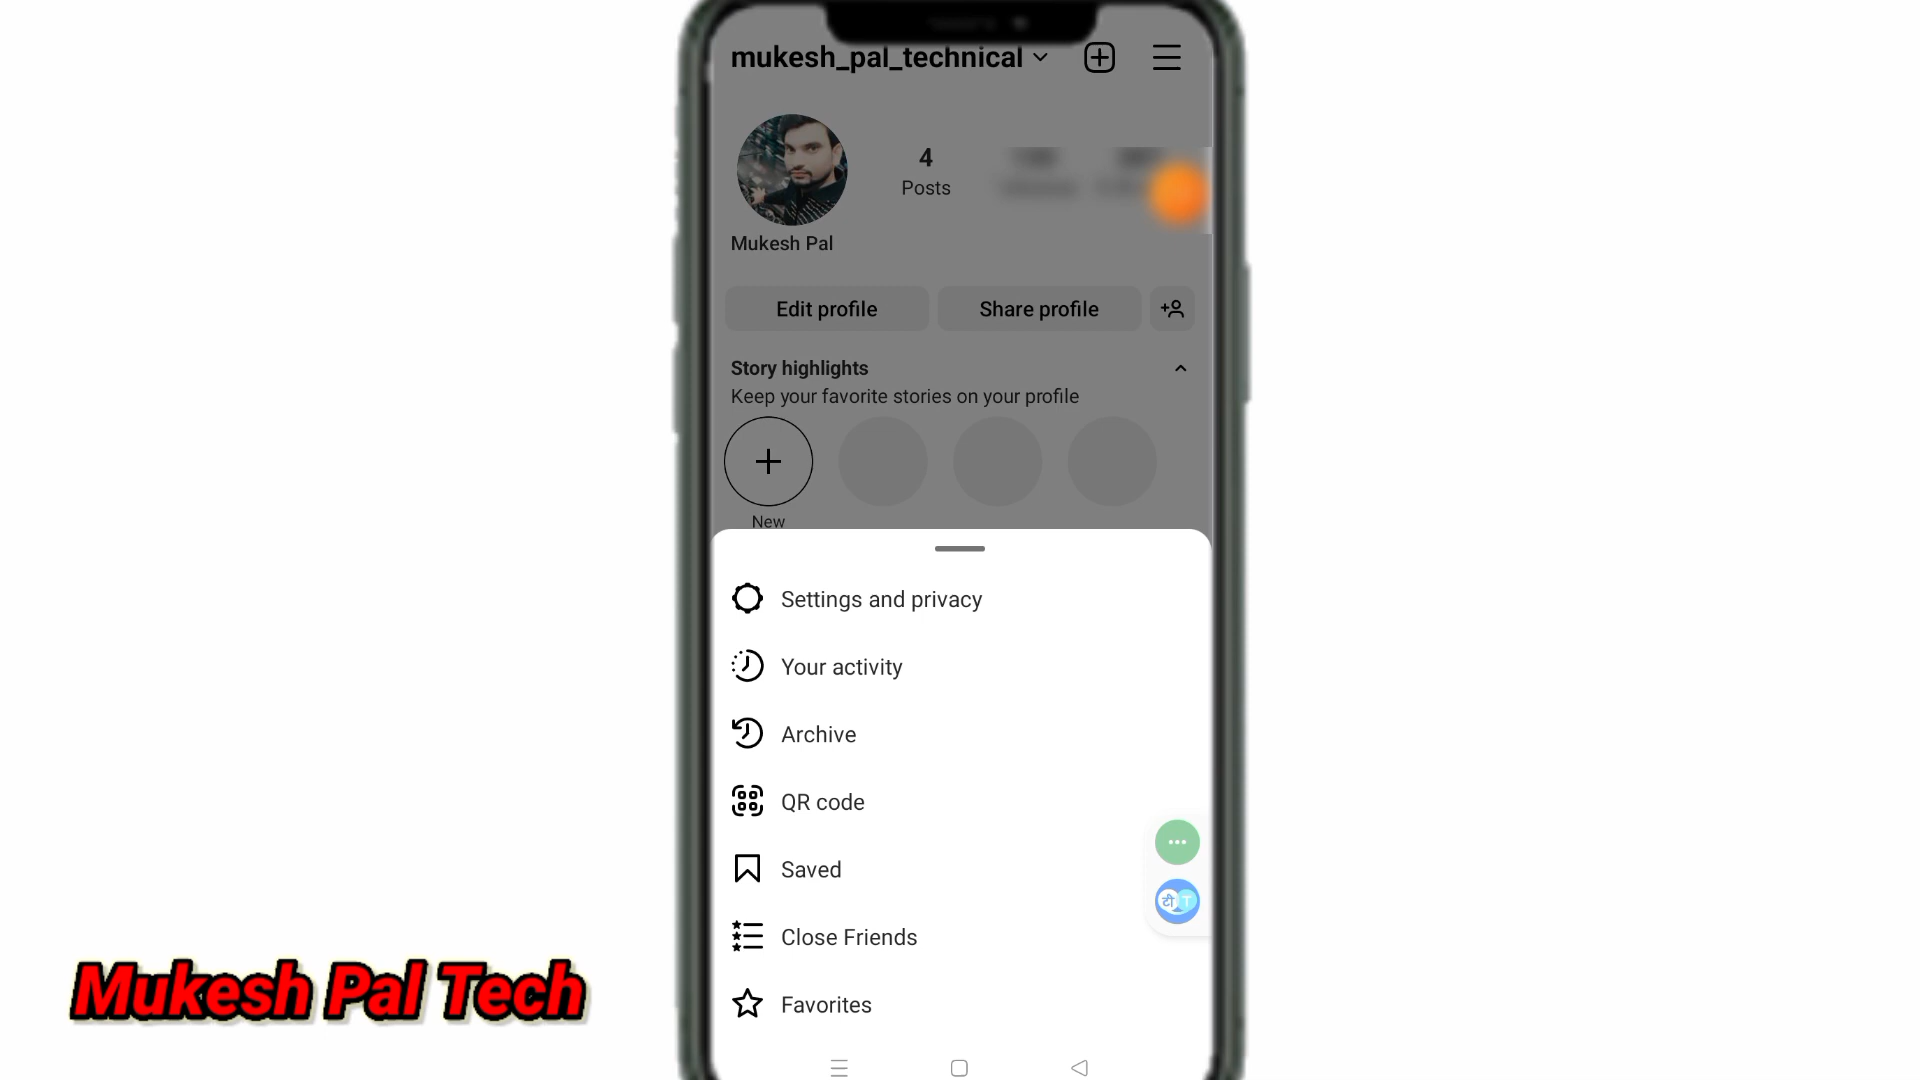 mukesh_pal_technical
4
Posts
Mukesh Pal
Edit profile
Share profile
Story highlights
Keep your favorite stories on your profile
New
Settings and privacy
Your activity
Archive
QR code
Saved
Close Friends
Favorites
टी T
Mukesh Pal Tech